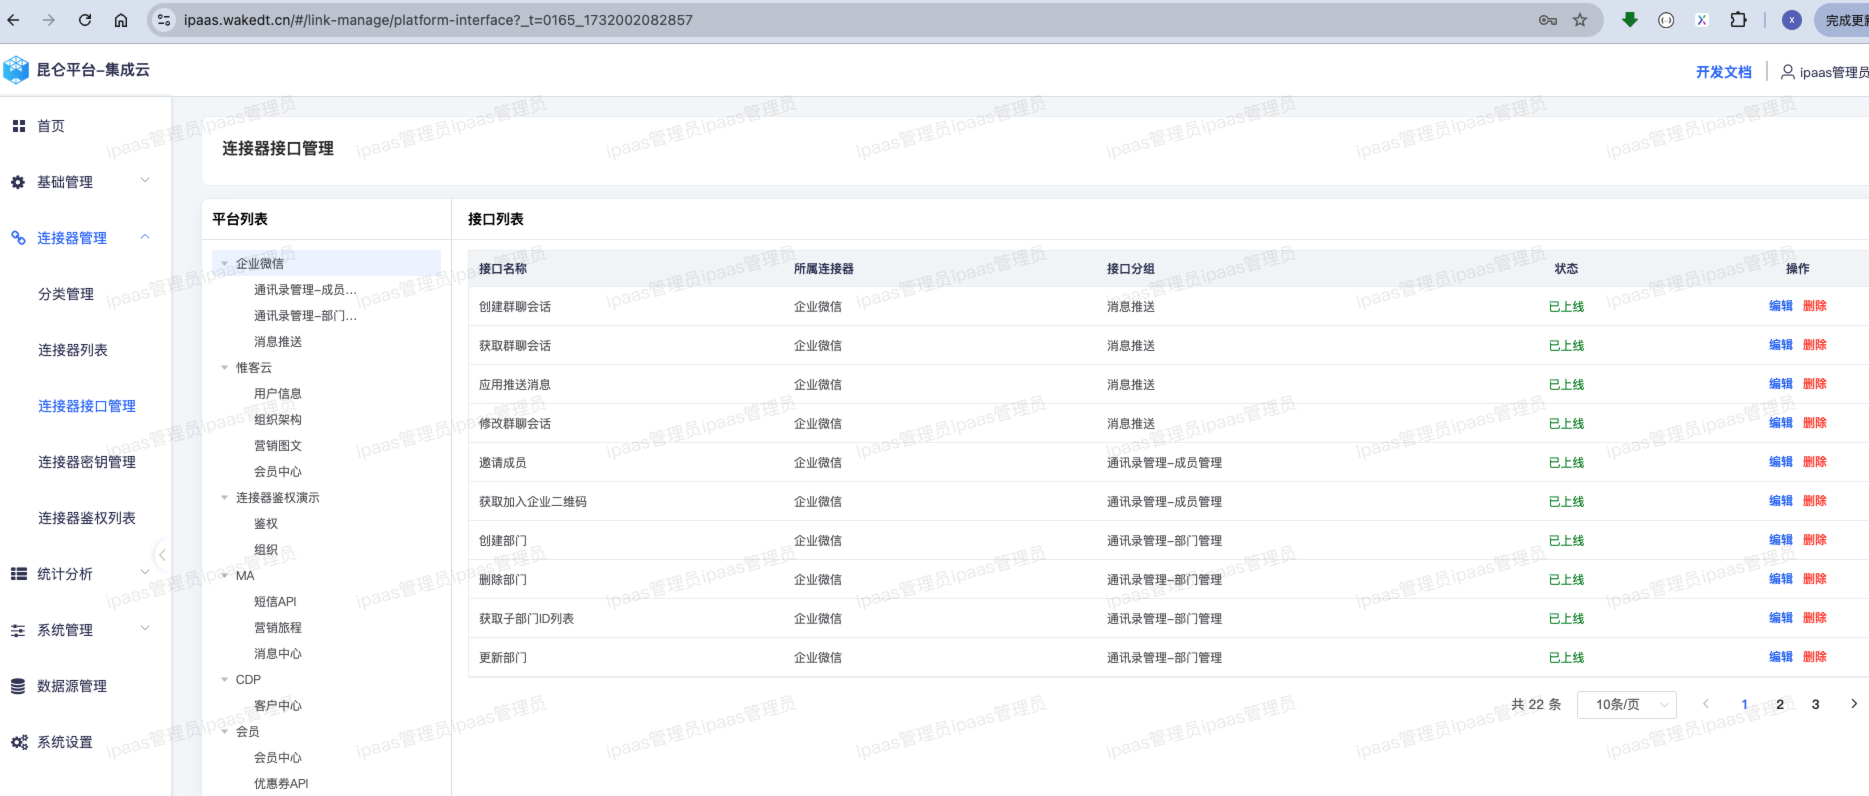 ipaas.wakedt.cn/#/link-manage/platform-interface?_t=0165_1732002082857
X
X
完成更新
昆仑平台-集成云
开发文档
ipaas管理员
首页
基础管理
连接器管理
分类管理
连接器列表
连接器接口管理
连接器密钥管理
连接器鉴权列表
统计分析
系统管理
数据源管理
系统设置
连接器接口管理
平台列表
企业微信
通讯录管理-成员...
通讯录管理-部门...
消息推送
惟客云
用户信息
组织架构
营销图文
会员中心
连接器鉴权演示
鉴权
组织
MA
短信API
营销旅程
消息中心
CDP
客户中心
会员
会员中心
优惠券API
接口列表
接口名称 所属连接器 接口分组 状态 操作
创建群聊会话 企业微信 消息推送 已上线 编辑 删除
获取群聊会话 企业微信 消息推送 已上线 编辑 删除
应用推送消息 企业微信 消息推送 已上线 编辑 删除
修改群聊会话 企业微信 消息推送 已上线 编辑 删除
邀请成员 企业微信 通讯录管理-成员管理 已上线 编辑 删除
获取加入企业二维码 企业微信 通讯录管理-成员管理 已上线 编辑 删除
创建部门 企业微信 通讯录管理-部门管理 已上线 编辑 删除
删除部门 企业微信 通讯录管理-部门管理 已上线 编辑 删除
获取子部门ID列表 企业微信 通讯录管理-部门管理 已上线 编辑 删除
更新部门 企业微信 通讯录管理-部门管理 已上线 编辑 删除
共 22 条 10条/页 1 2 3
ipaas管理员ipaas管理员